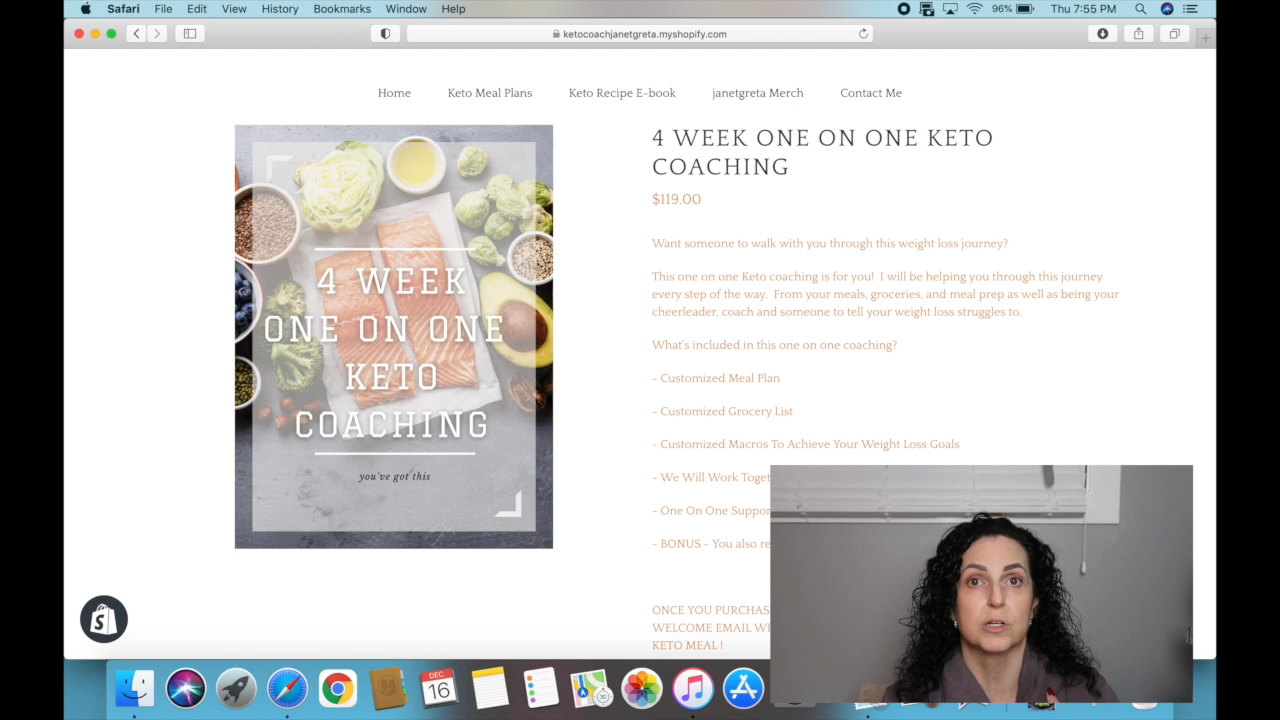 Safari File Edit View History Bookmarks Window Help 96% Thu 7:55 PM
ketocoachjanetgreta.myshopify.com
Home Keto Meal Plans Keto Recipe E-book janetgreta Merch Contact Me
4 WEEK
ONE ON ONE
KETO
COACHING
you've got this
4 WEEK ONE ON ONE KETO
COACHING
$119.00
Want someone to walk with you through this weight loss journey?
This one on one Keto coaching is for you! I will be helping you through this journey
every step of the way. From your meals, groceries, and meal prep as well as being your
cheerleader, coach and someone to tell your weight loss struggles to.
What's included in this one on one coaching?
- Customized Meal Plan
- Customized Grocery List
- Customized Macros To Achieve Your Weight Loss Goals
- We Will Work Toget
- One On One Suppor
- BONUS - You also re
ONCE YOU PURCHAS
WELCOME EMAIL WI
KETO MEAL !
S
DEC
16
3D